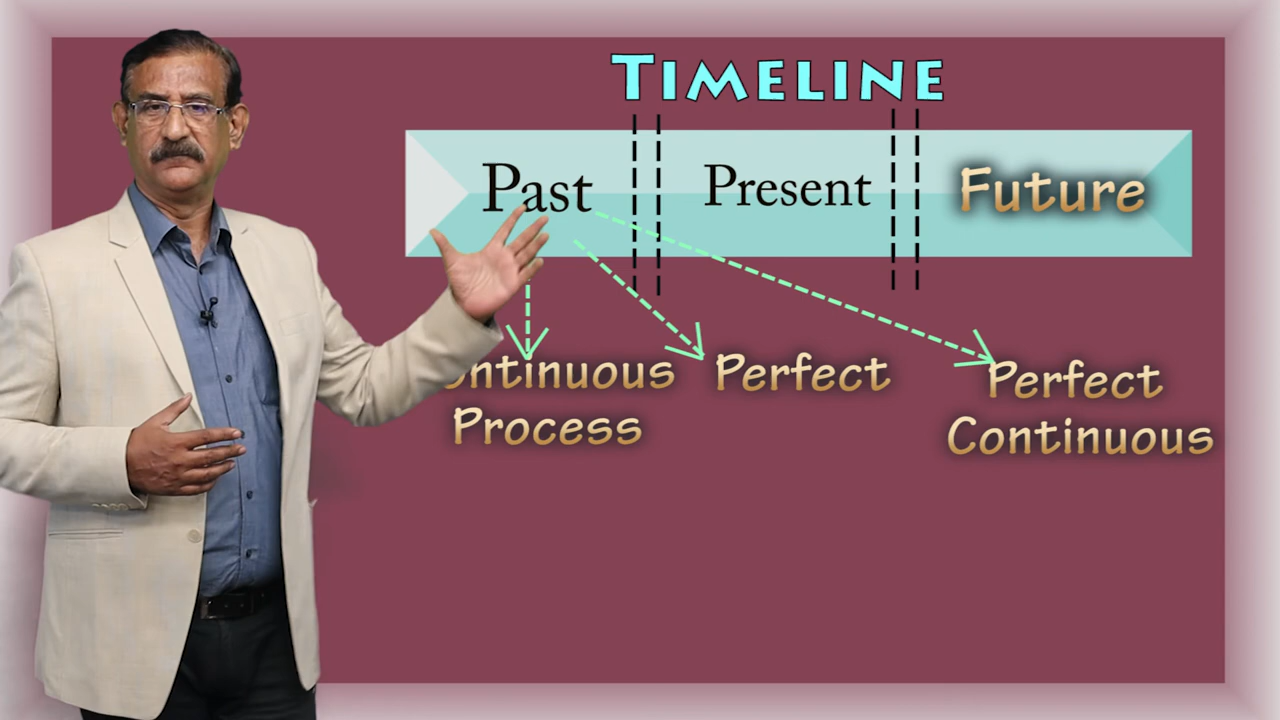 TIMELINE
Past Present Future
ontinuous Perfect Perfect
Process Continuous